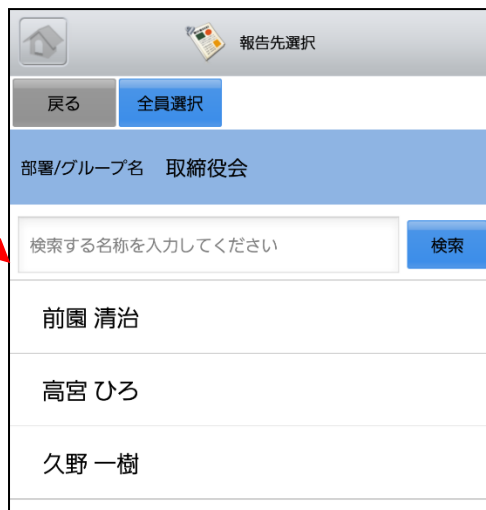 報告先選択
戻る 全員選択
部署/グループ名 取締役会
検索する名称を入力してください 検索
前園 清治
高宮 ひろ
久野 一樹